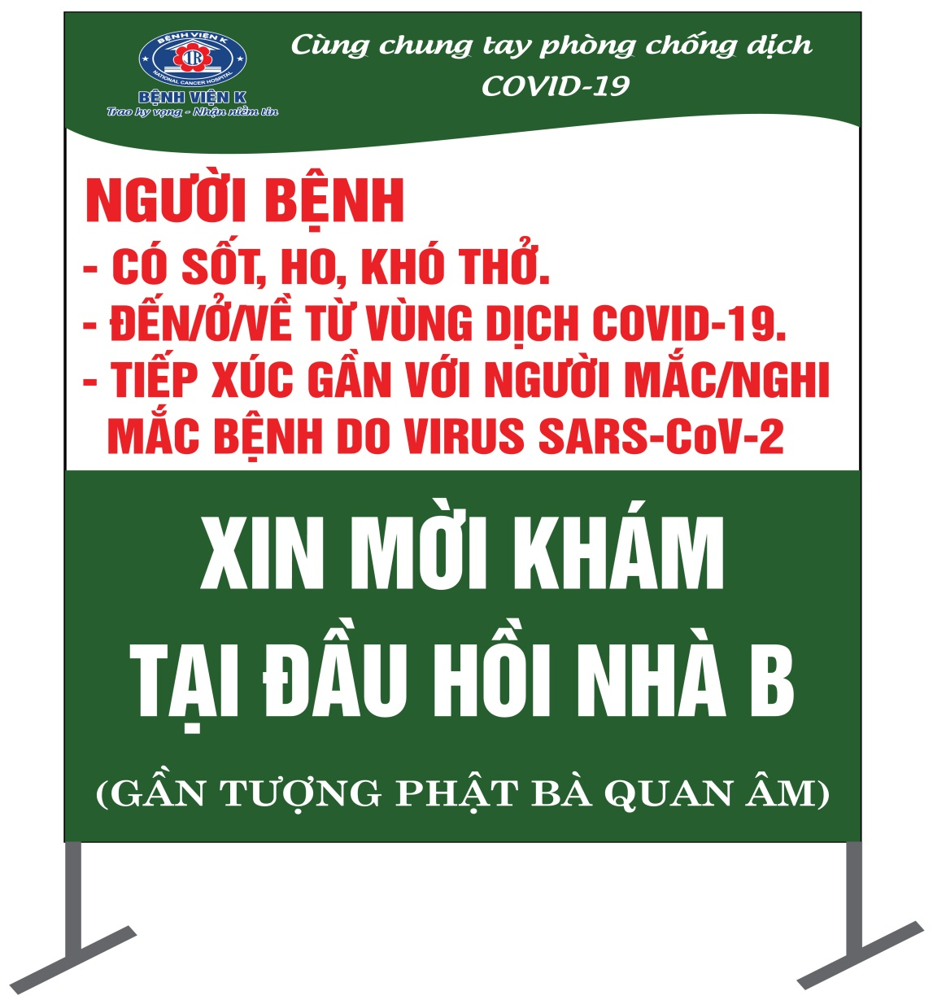 BỆNH VIỆN K
IR
NATIONAL CANCER HOSPITAL
BỆNH VIỆN K
Trao hy vọng - Nhận niềm tin
Cùng chung tay phòng chống dịch
COVID-19
NGƯỜI BỆNH
- CÓ SỐT, HO, KHÓ THỞ.
- ĐẾN/Ở/VỀ TỪ VÙNG DỊCH COVID-19.
- TIẾP XÚC GẦN VỚI NGƯỜI MẮC/NGHI
MẮC BỆNH DO VIRUS SARS-CoV-2
XIN MỜI KHÁM
TẠI ĐẦU HỒI NHÀ B
(GẦN TƯỢNG PHẬT BÀ QUAN ÂM)